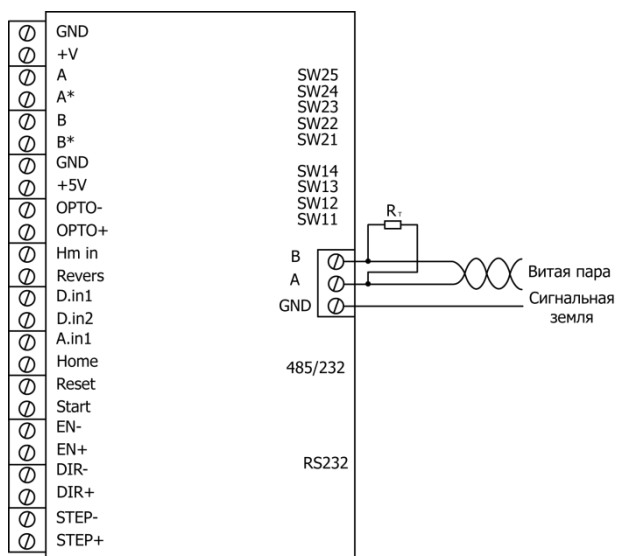 GND
+V
A
A*
B
B*
GND
+5V
OPTO-
OPTO+
Hm in
Revers
D.in1
D.in2
A.in1
Home
Reset
Start
EN-
EN+
DIR-
DIR+
STEP-
STEP+
SW25
SW24
SW23
SW22
SW21
SW14
SW13
SW12
SW11
Rт
B
A
GND
Витая пара
Сигнальная
земля
485/232
RS232